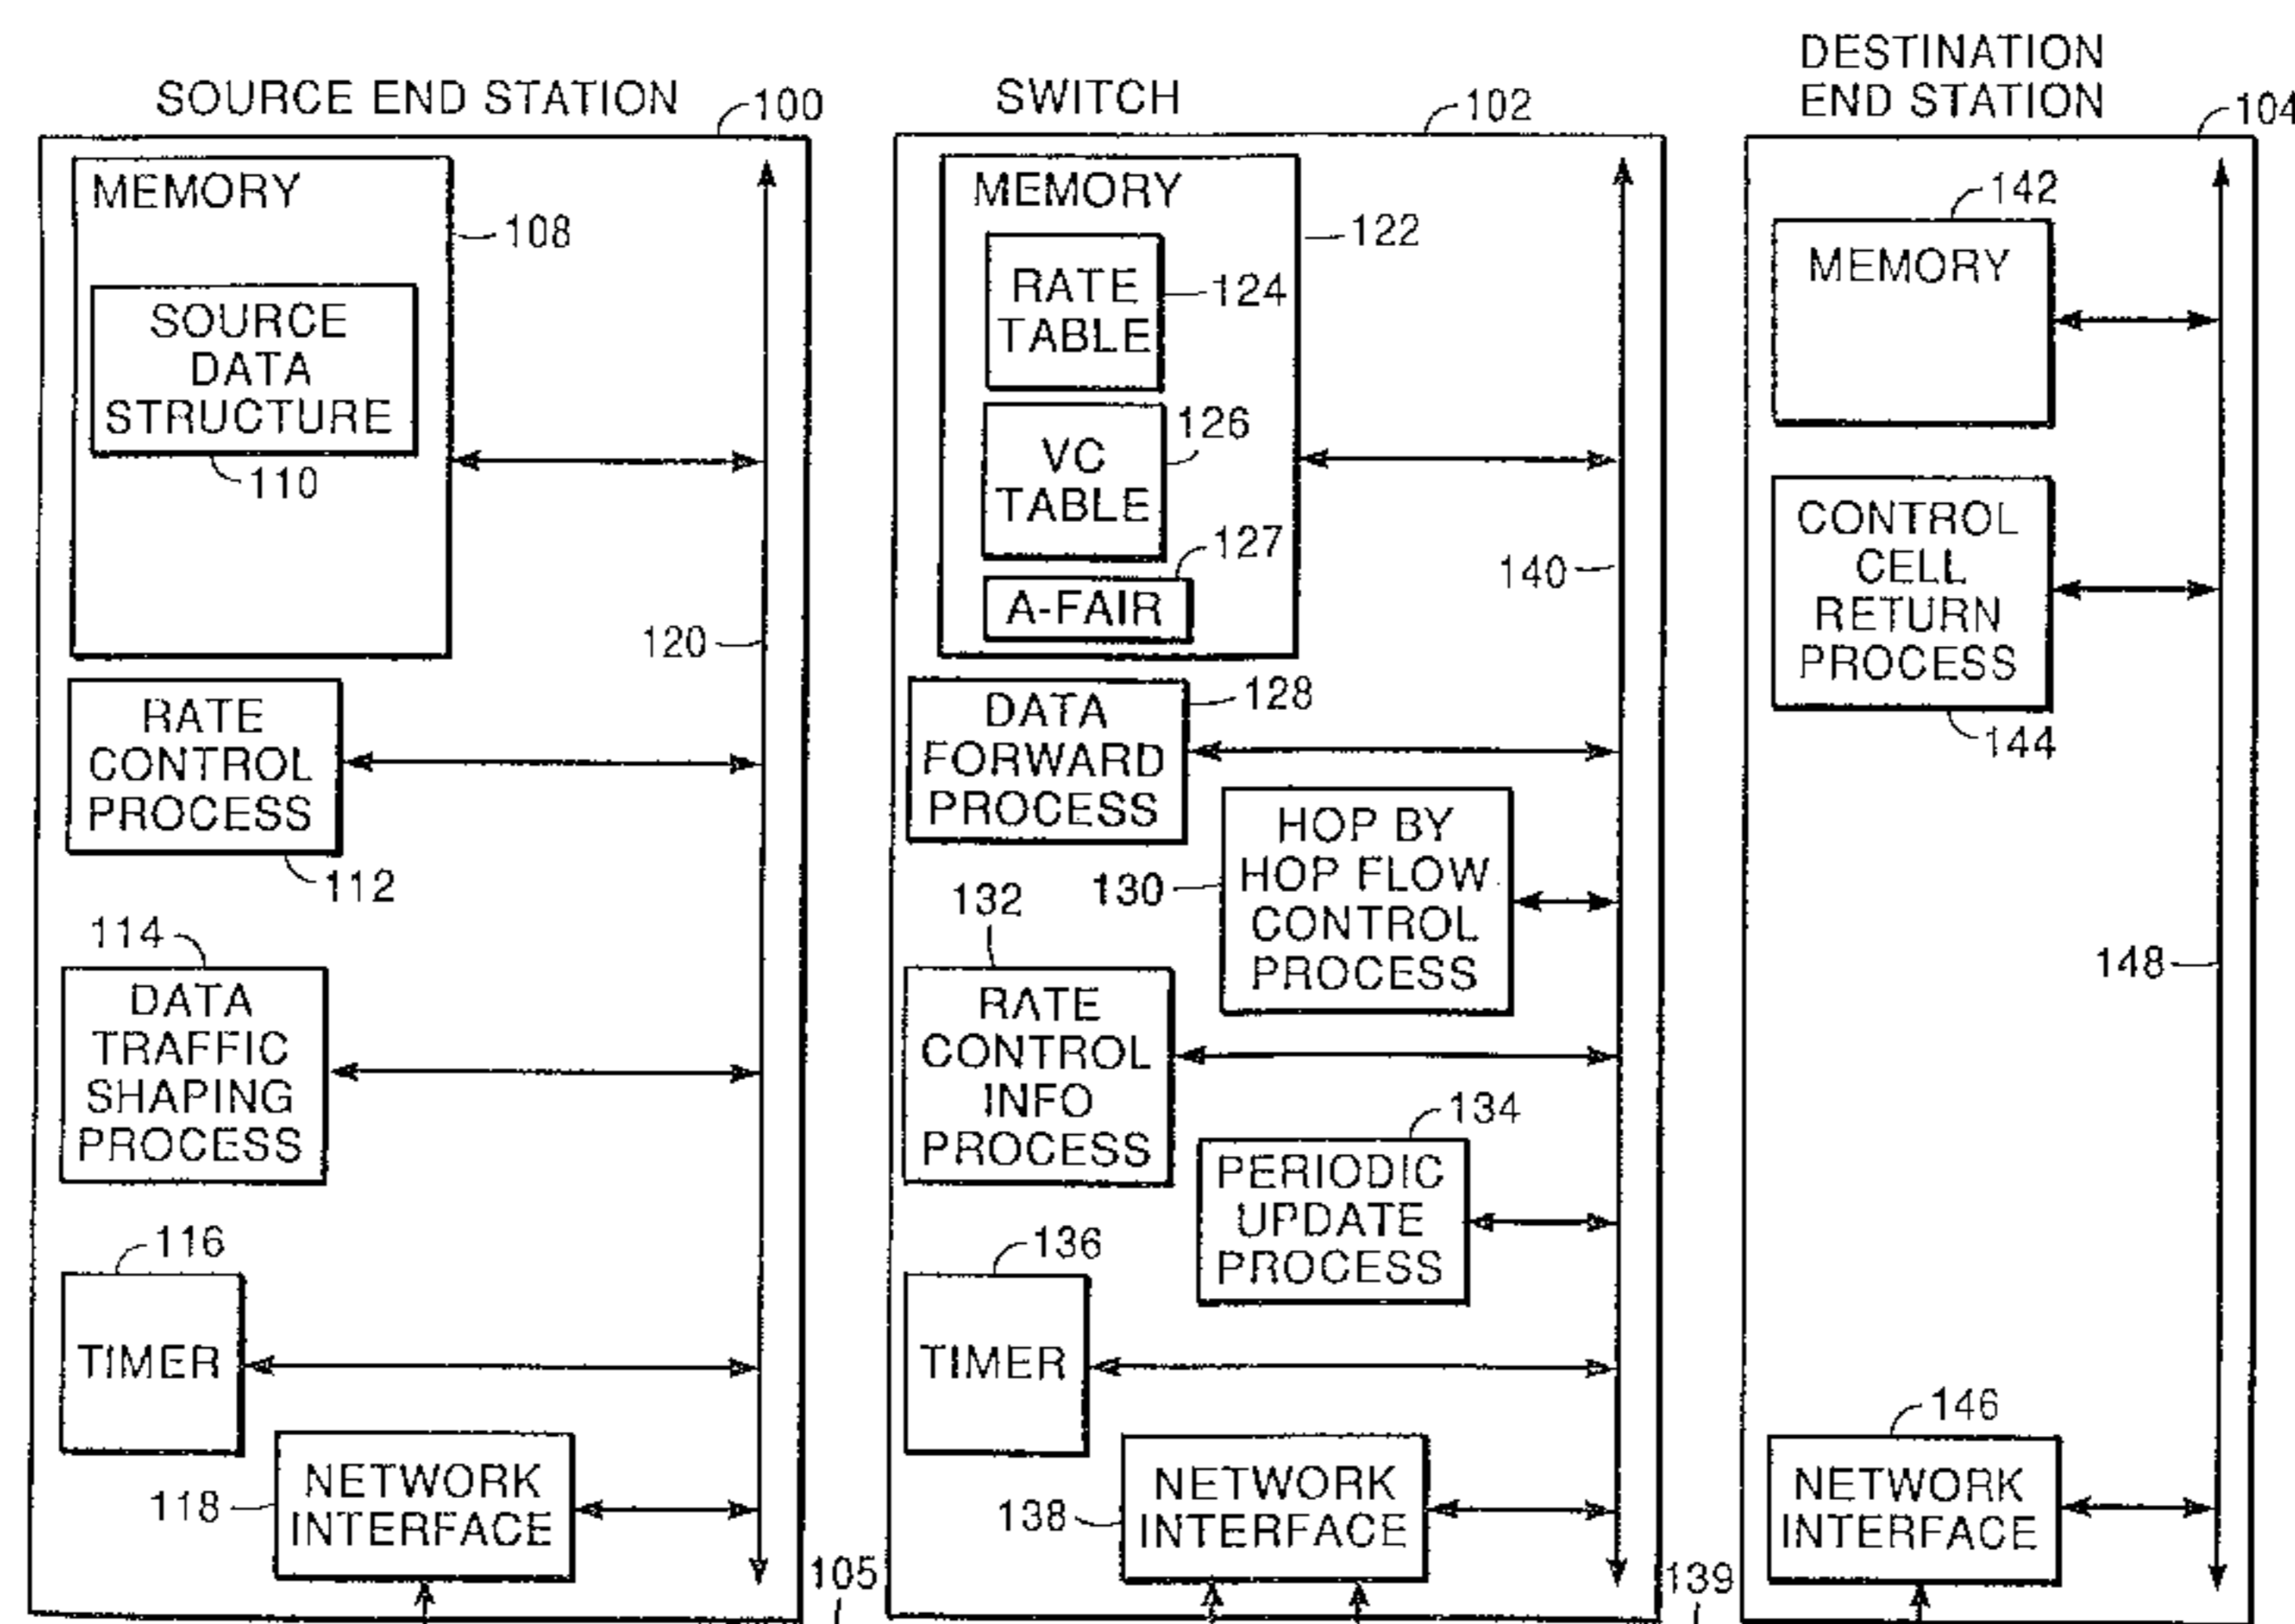 SOURCE END STATION
100
MEMORY
108
SOURCE
DATA
STRUCTURE
110
120
RATE
CONTROL
PROCESS
112
114
DATA
TRAFFIC
SHAPING
PROCESS
116
TIMER
118
NETWORK
INTERFACE
105
SWITCH
102
MEMORY
122
RATE
TABLE
124
126
VC
TABLE
127
A-FAIR
140
128
DATA
FORWARD
PROCESS
HOP BY
HOP FLOW
CONTROL
PROCESS
130
132
RATE
CONTROL
INFO
PROCESS
134
PERIODIC
UPDATE
PROCESS
136
TIMER
138
NETWORK
INTERFACE
139
DESTINATION
END STATION
104
142
MEMORY
CONTROL
CELL
RETURN
PROCESS
144
148
146
NETWORK
INTERFACE